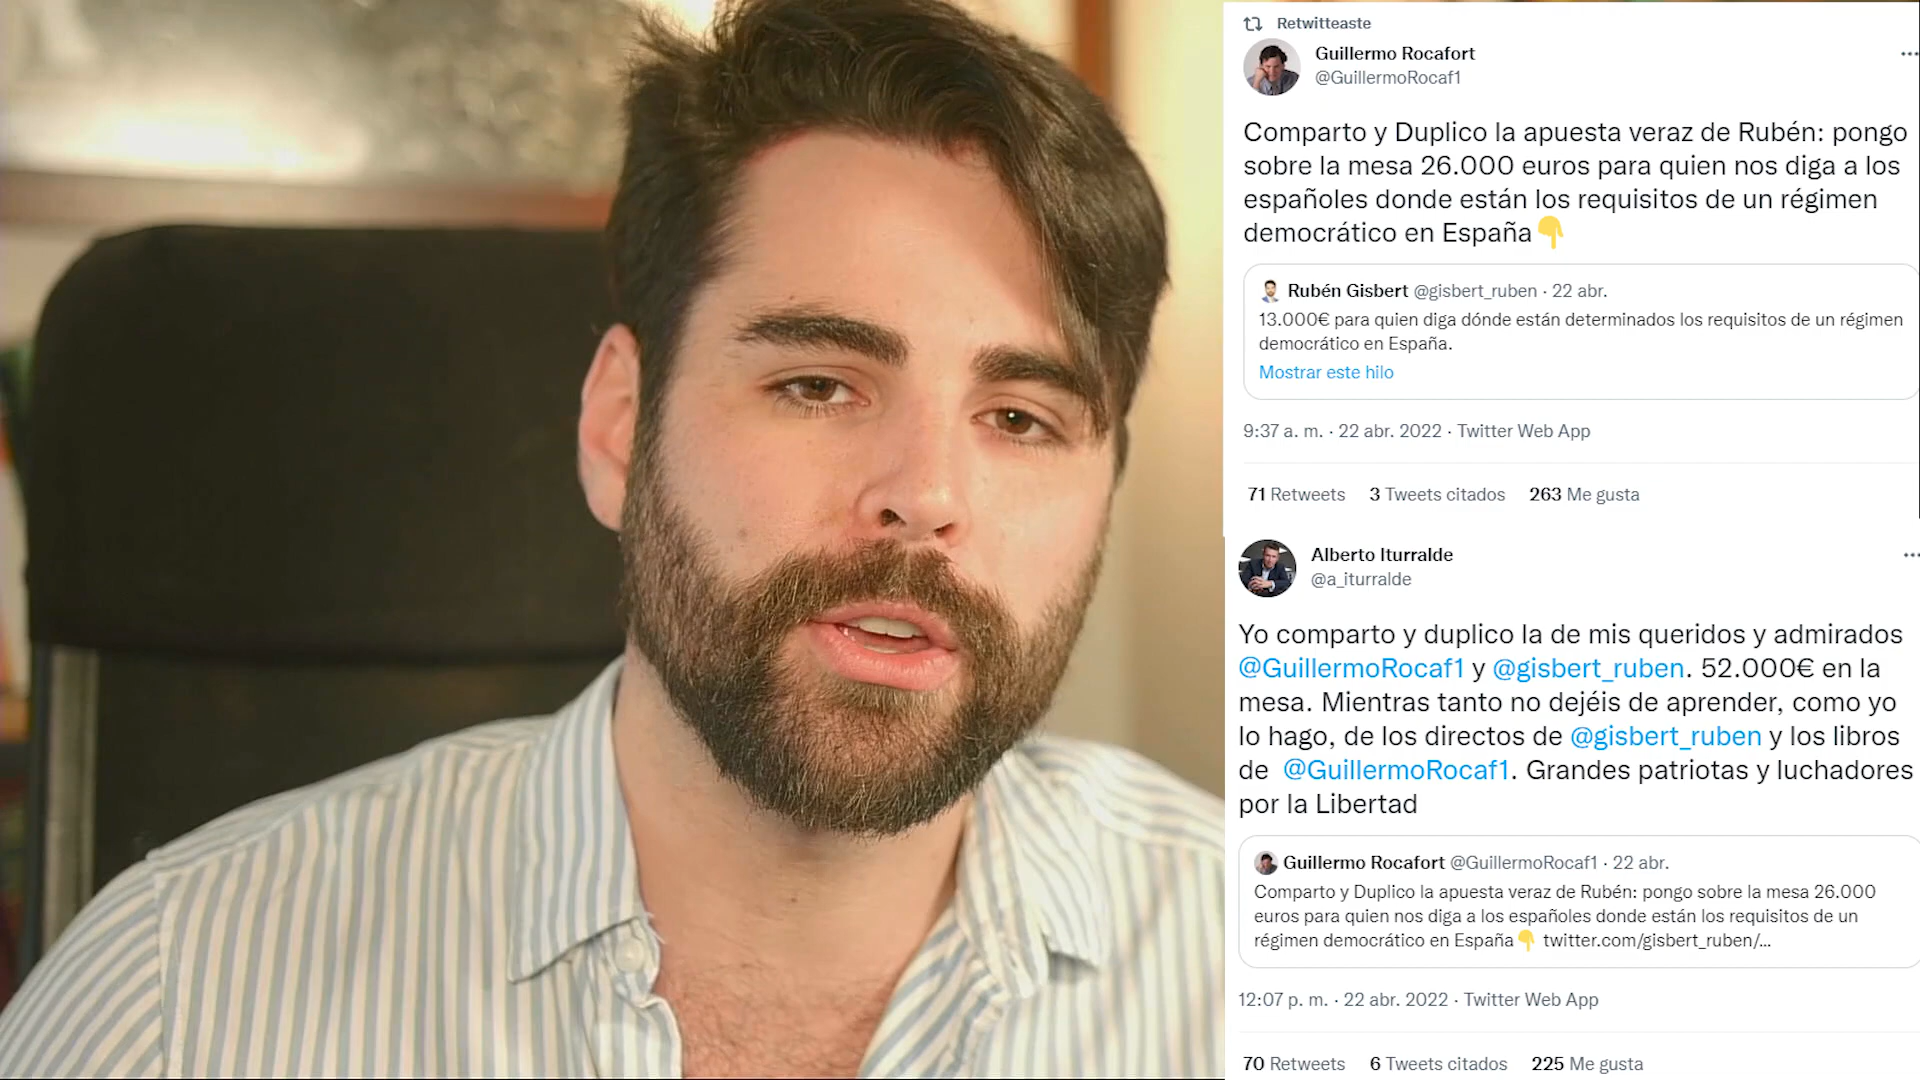 Retwitteaste
Guillermo Rocafort
@GuillermoRocaf1
Comparto y Duplico la apuesta veraz de Rubén: pongo
sobre la mesa 26.000 euros para quien nos diga a los
españoles donde están los requisitos de un régimen
democrático en España👇
Rubén Gisbert @gisbert_ruben · 22 abr.
13.000€ para quien diga dónde están determinados los requisitos de un régimen
democrático en España.
Mostrar este hilo
9:37 a. m. · 22 abr. 2022 · Twitter Web App
71 Retweets 3 Tweets citados 263 Me gusta
Alberto Iturralde
@a_iturralde
Yo comparto y duplico la de mis queridos y admirados
@GuillermoRocaf1 y @gisbert_ruben. 52.000€ en la
mesa. Mientras tanto no dejéis de aprender, como yo
lo hago, de los directos de @gisbert_ruben y los libros
de @GuillermoRocaf1. Grandes patriotas y luchadores
por la Libertad
Guillermo Rocafort @GuillermoRocaf1 · 22 abr.
Comparto y Duplico la apuesta veraz de Rubén: pongo sobre la mesa 26.000
euros para quien nos diga a los españoles donde están los requisitos de un
régimen democrático en España👇 twitter.com/gisbert_ruben/...
12:07 p. m. · 22 abr. 2022 · Twitter Web App
70 Retweets 6 Tweets citados 225 Me gusta